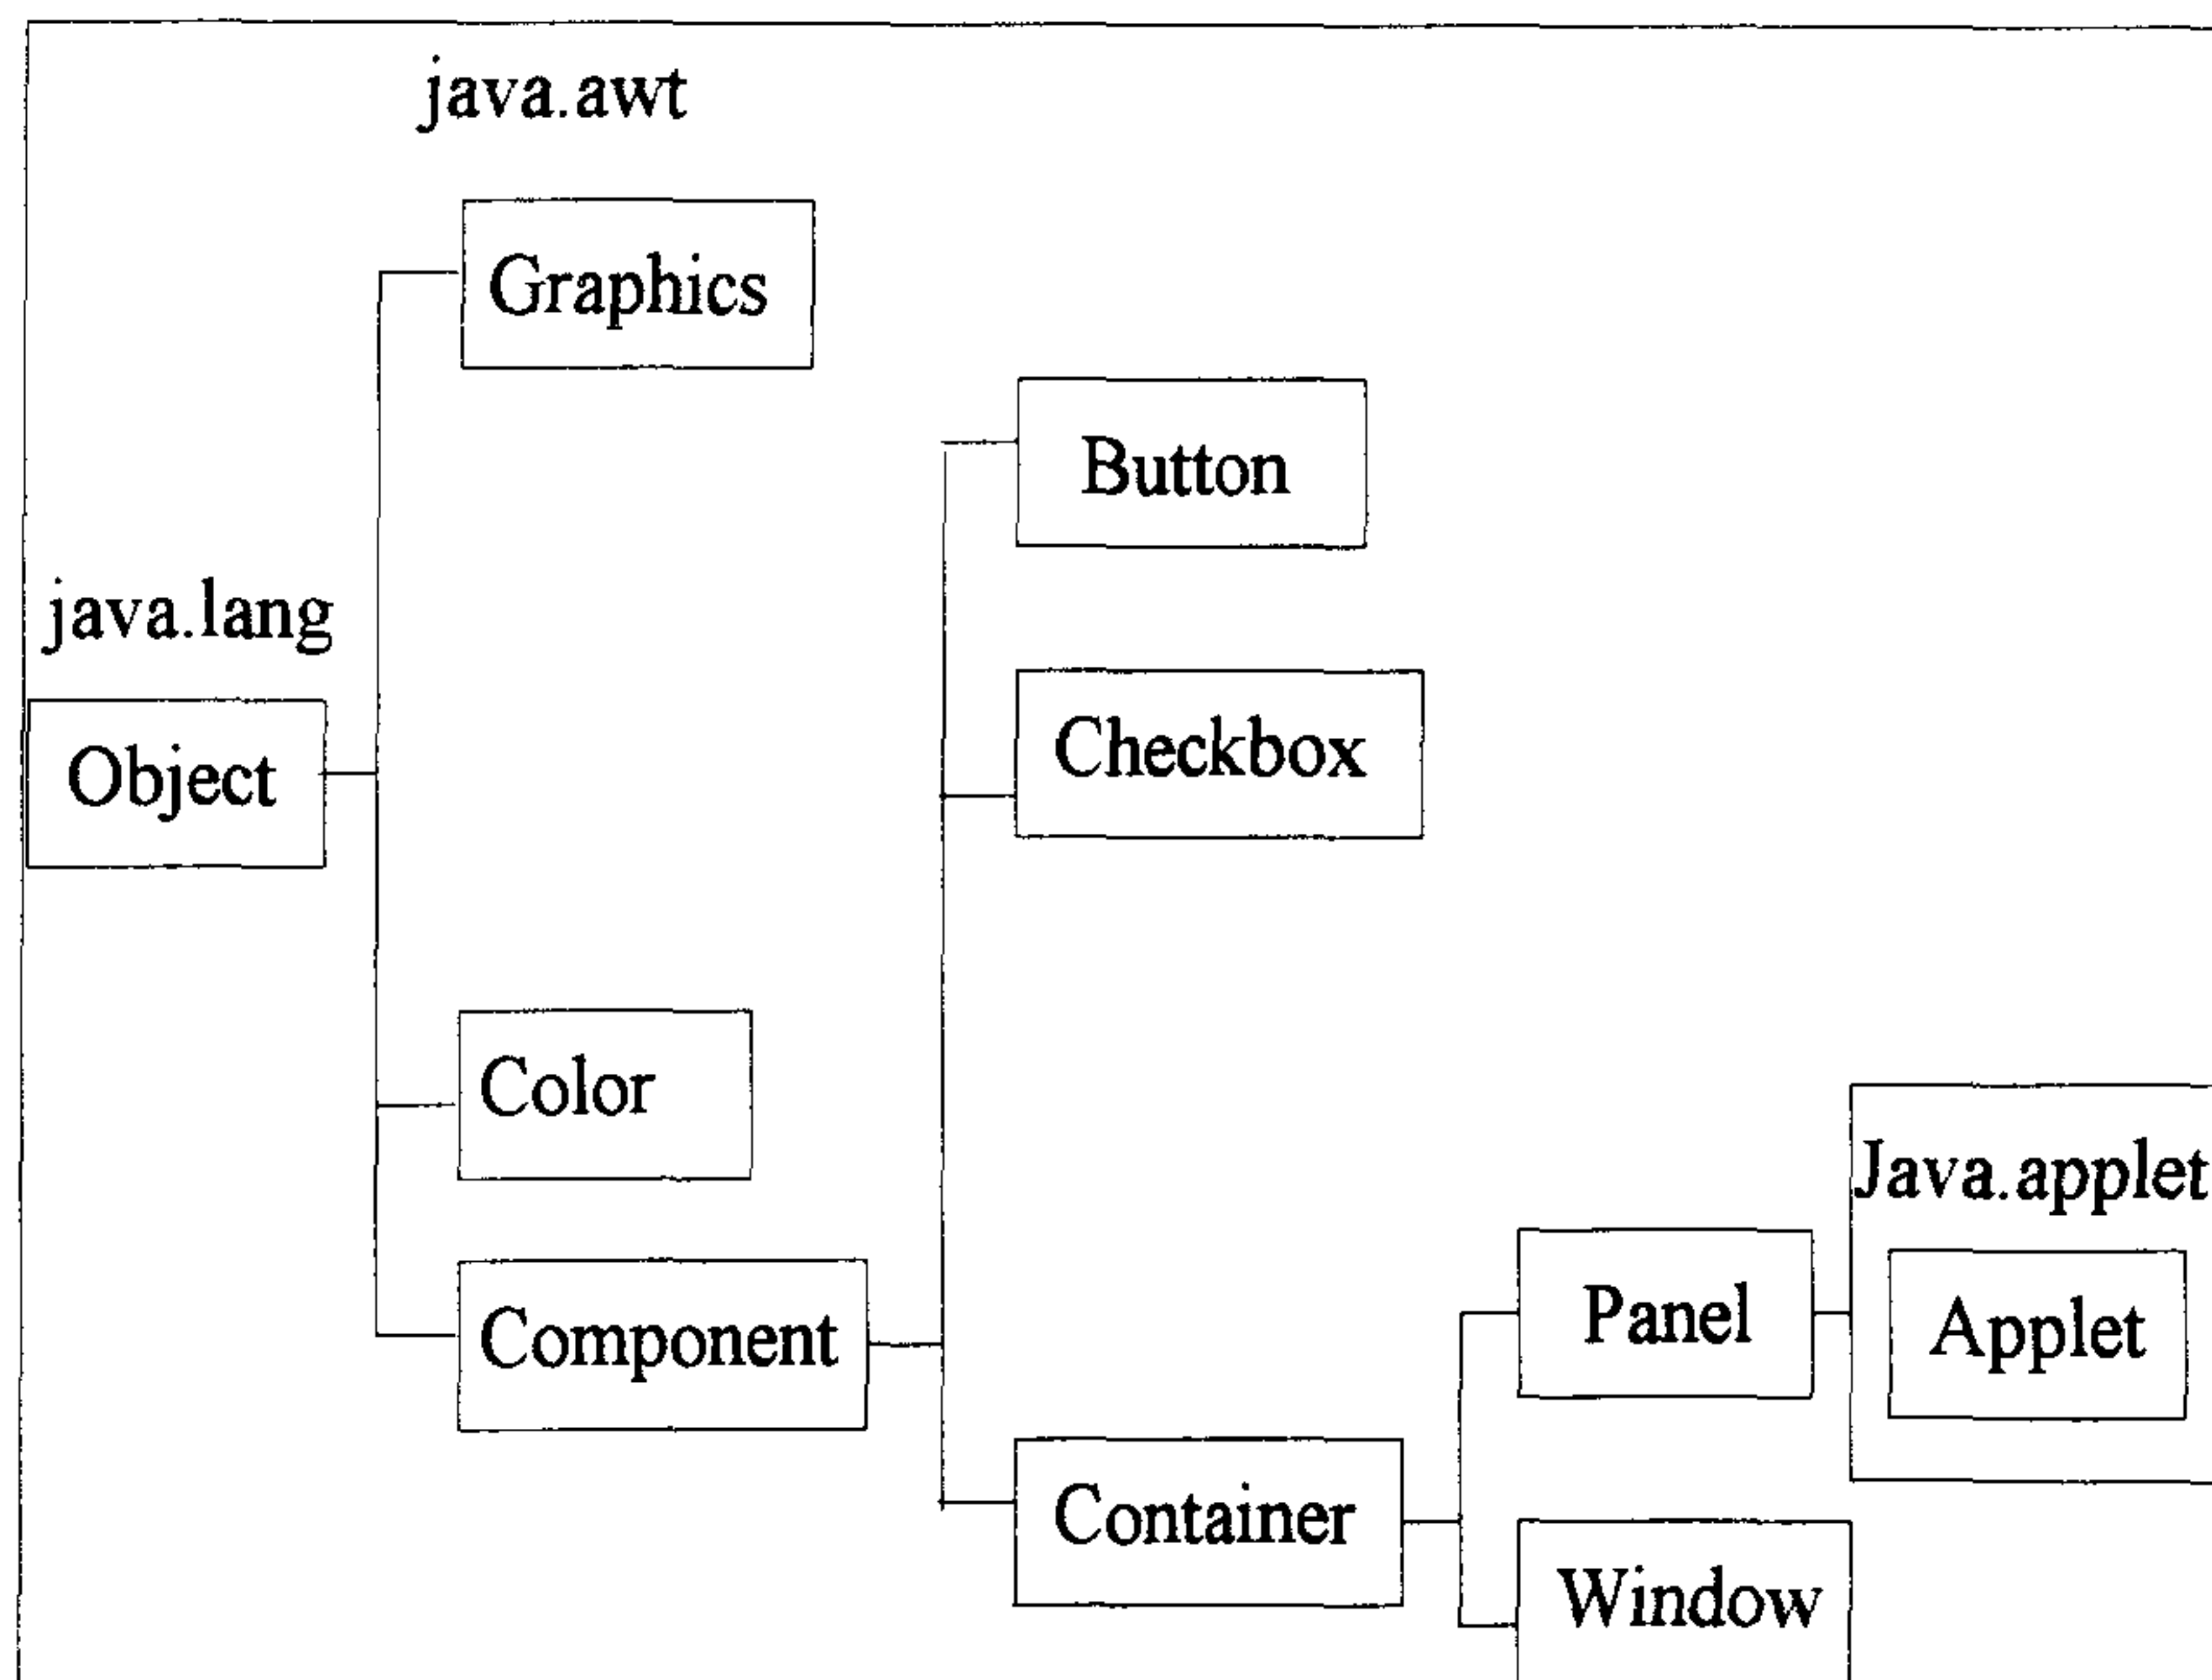 java.awt
Graphics
Button
java.lang
Checkbox
Object
Color
Java.applet
Component
Panel
Applet
Container
Window